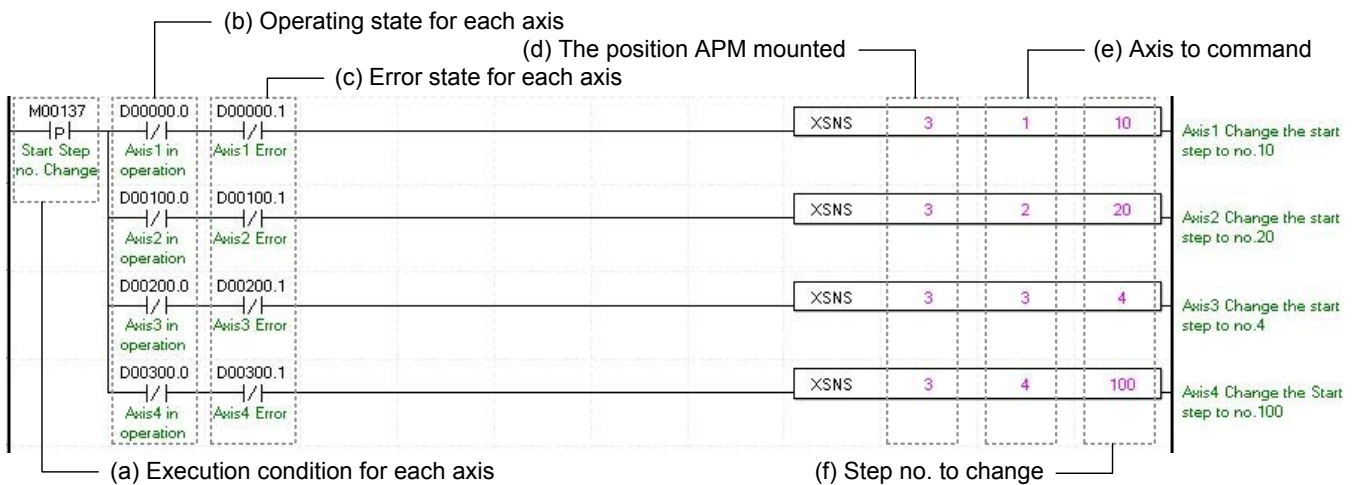 (b) Operating state for each axis
(d) The position APM mounted
(e) Axis to command
(c) Error state for each axis
M00137 D00000.0 D00000.1
P
XSNS 3 1 10
Start Step no. Change
Axis1 in operation
Axis1 Error
Axis1 Change the start
step to no.10
D00100.0 D00100.1
XSNS 3 2 20
Axis2 in operation
Axis2 Error
Axis2 Change the start
step to no.20
D00200.0 D00200.1
XSNS 3 3 4
Axis3 in operation
Axis3 Error
Axis3 Change the start
step to no.4
D00300.0 D00300.1
XSNS 3 4 100
Axis4 in operation
Axis4 Error
Axis4 Change the Start
step to no.100
(a) Execution condition for each axis
(f) Step no. to change